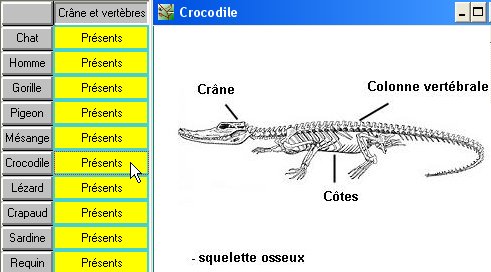 Crâne et vertèbres
Chat Présents
Homme Présents
Gorille Présents
Pigeon Présents
Mésange Présents
Crocodile Présents
Lézard Présents
Crapaud Présents
Sardine Présents
Requin Présents
Crocodile
Crâne
Colonne vertébrale
Côtes
- squelette osseux